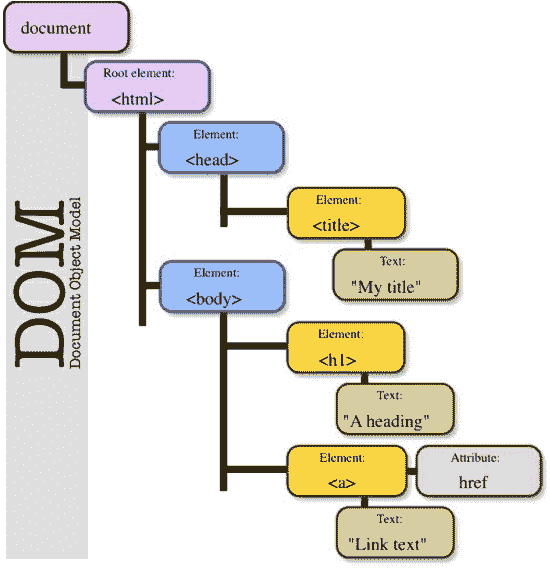 document
Root element:
<html>
Element:
<head>
Element:
<title>
Text:
"My title"
Element:
<body>
Element:
<h1>
Text:
"A heading"
Element:
<a>
Attribute:
href
Text:
"Link text"
DOM
Document Object Model